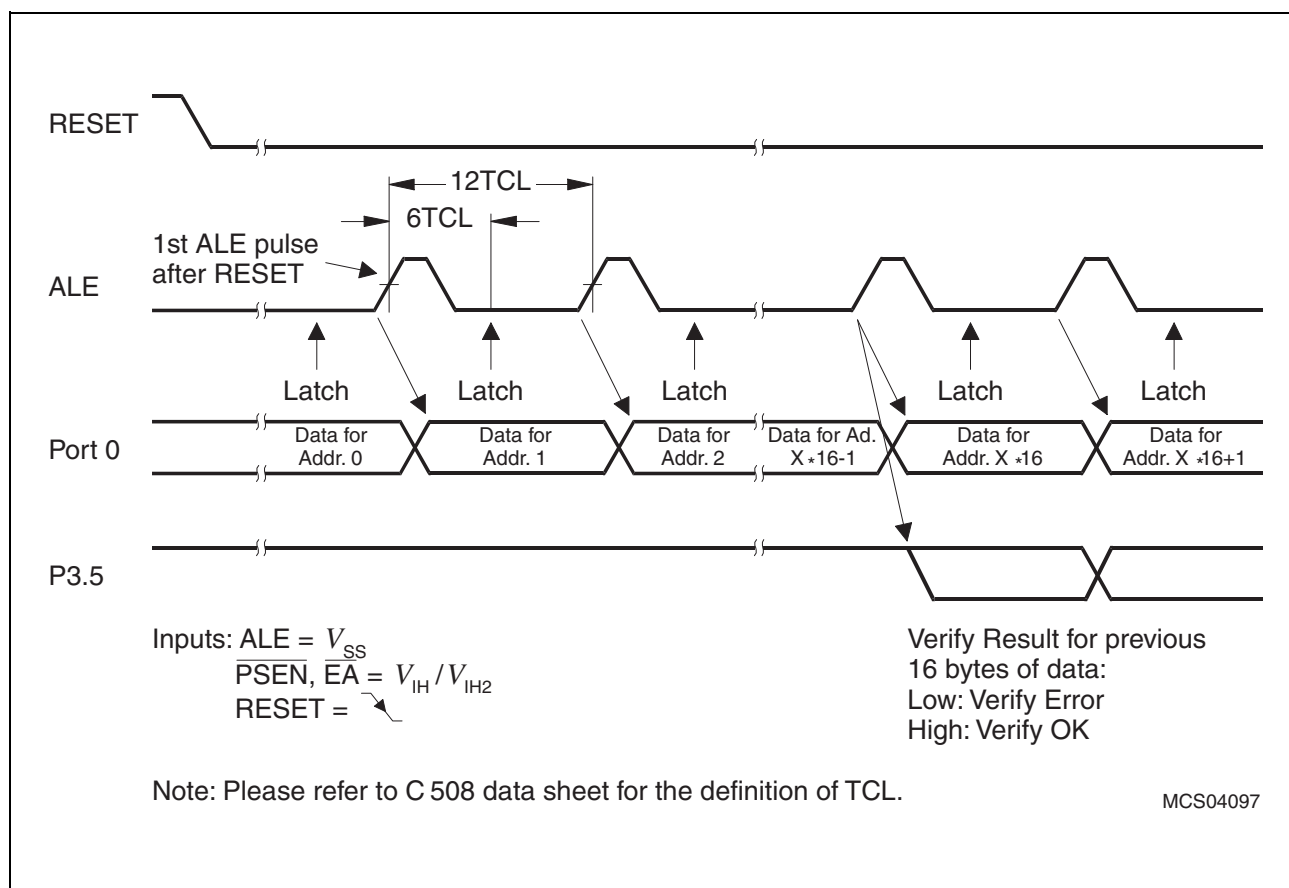 RESET
12TCL
6TCL
1st ALE pulse
after RESET
ALE
Latch Latch Latch Latch Latch
Port 0
Data for
Addr. 0
Data for
Addr. 1
Data for
Addr. 2
Data for Ad.
X *16-1
Data for
Addr. X *16
Data for
Addr. X *16+1
P3.5
Inputs: ALE = VSS
PSEN, EA = VIH / VIH2
RESET =
Verify Result for previous
16 bytes of data:
Low: Verify Error
High: Verify OK
Note: Please refer to C 508 data sheet for the definition of TCL.
MCS04097